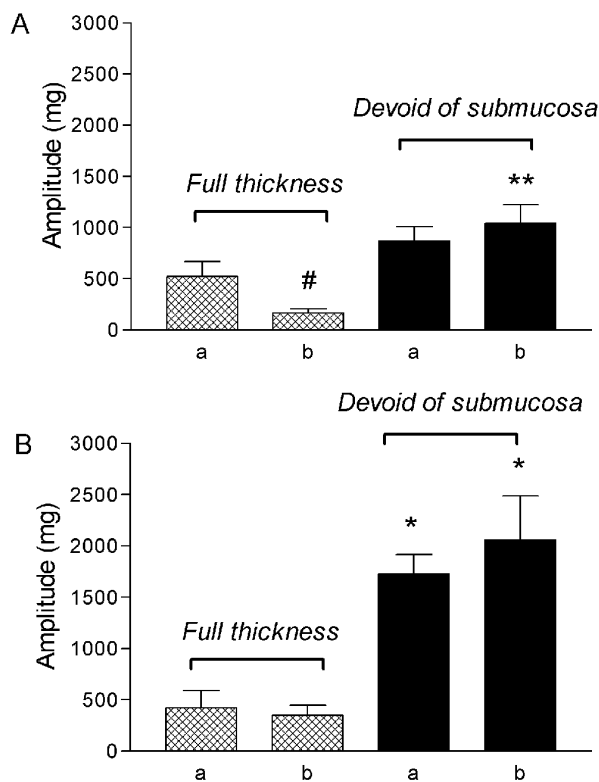 A
Amplitude (mg)
3000
2500
2000
1500
1000
500
0
Full thickness
Devoid of submucosa
#
**
a
b
a
b
B
Amplitude (mg)
3000
2500
2000
1500
1000
500
0
Full thickness
Devoid of submucosa
*
*
a
b
a
b